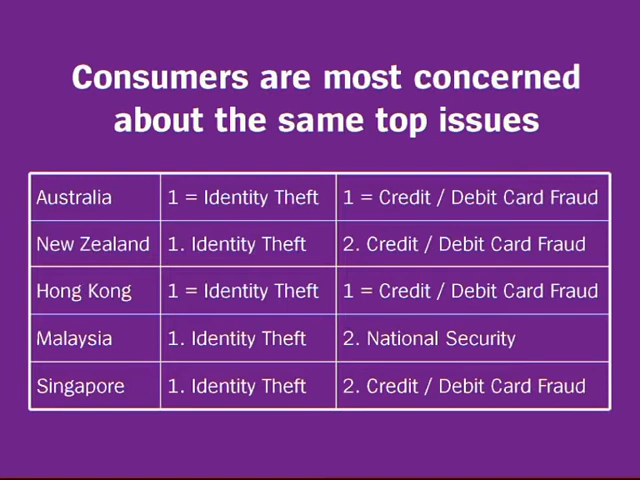 Consumers are most concerned
about the same top issues
Australia 1 = Identity Theft 1 = Credit / Debit Card Fraud
New Zealand 1. Identity Theft 2. Credit / Debit Card Fraud
Hong Kong 1 = Identity Theft 1 = Credit / Debit Card Fraud
Malaysia 1. Identity Theft 2. National Security
Singapore 1. Identity Theft 2. Credit / Debit Card Fraud